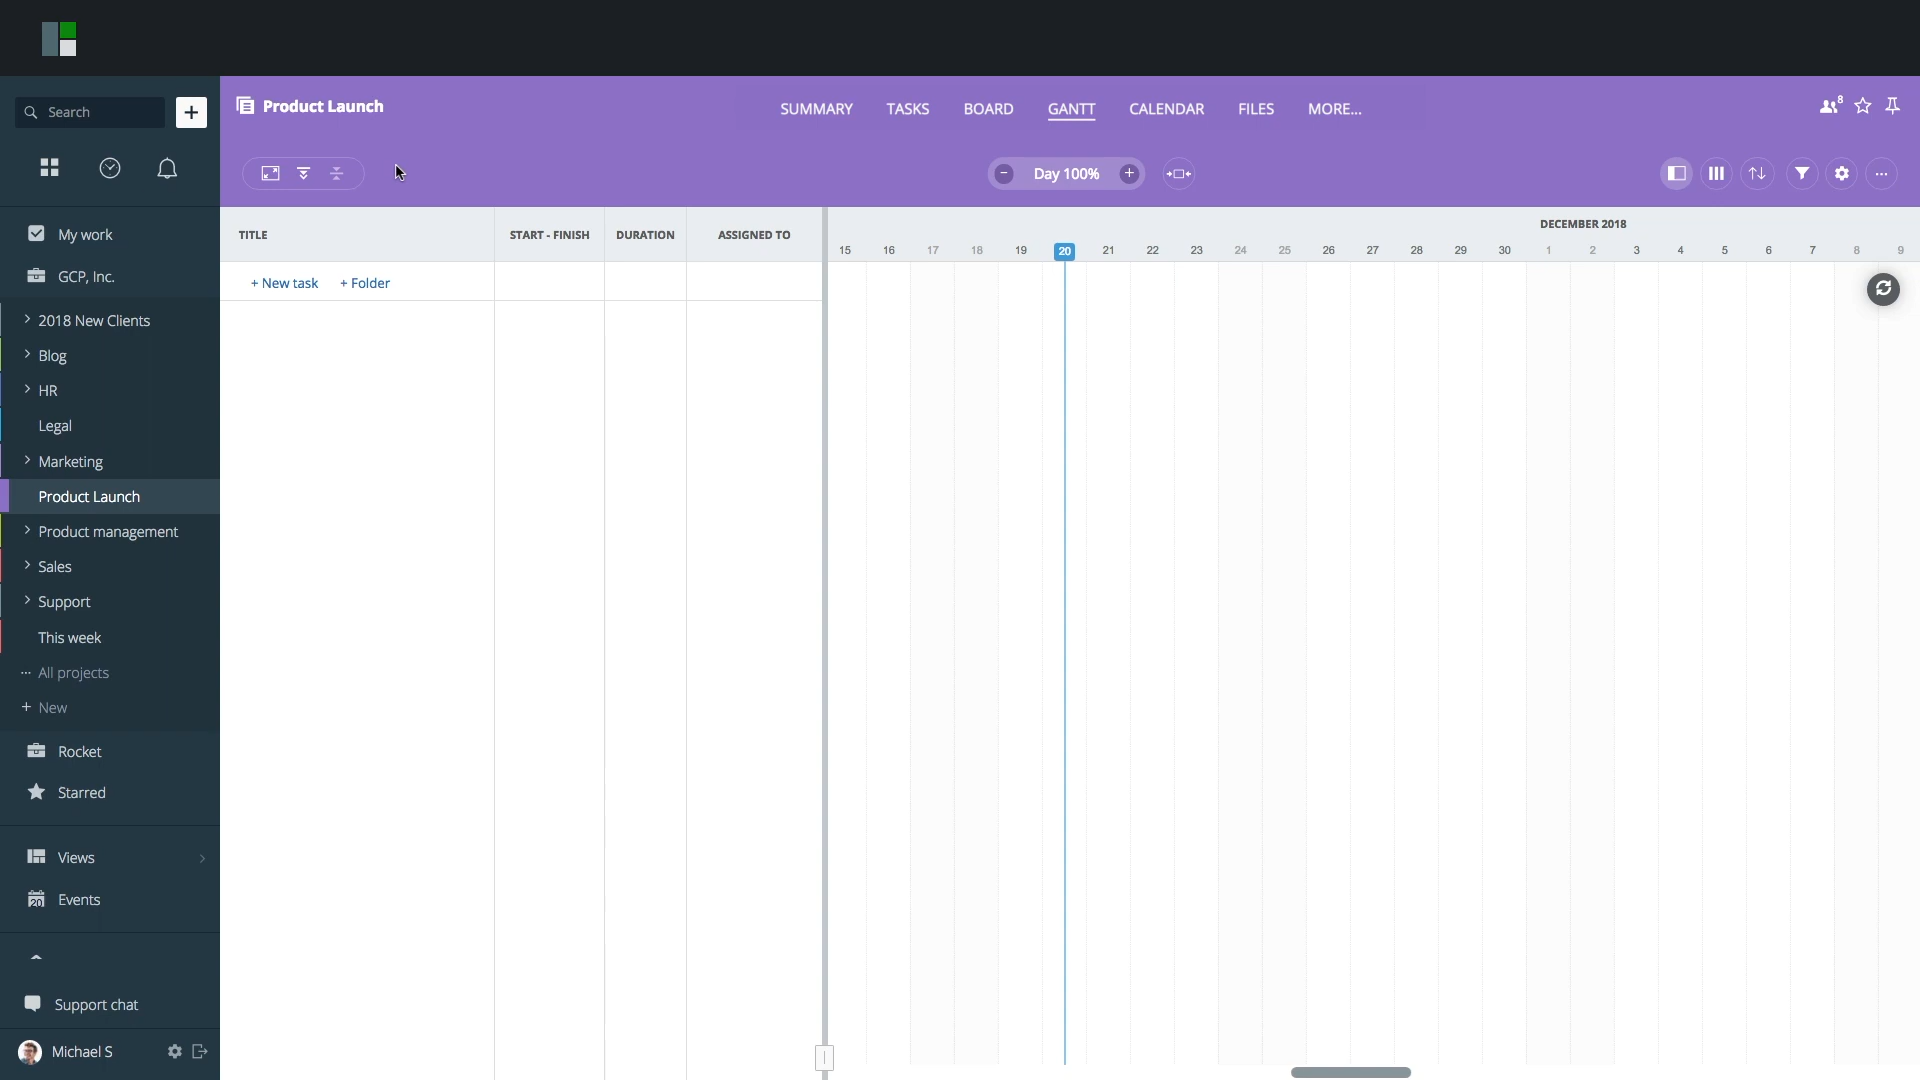 Search
Product Launch
SUMMARY TASKS BOARD GANTT CALENDAR FILES MORE...
8
Day 100%
My work
GCP, Inc.
2018 New Clients
Blog
HR
Legal
Marketing
Product Launch
Product management
Sales
Support
This week
··· All projects
+ New
Rocket
Starred
Views
20 Events
Support chat
Michael S
TITLE START - FINISH DURATION ASSIGNED TO
+ New task + Folder
DECEMBER 2018
15 16 17 18 19 20 21 22 23 24 25 26 27 28 29 30 1 2 3 4 5 6 7 8 9